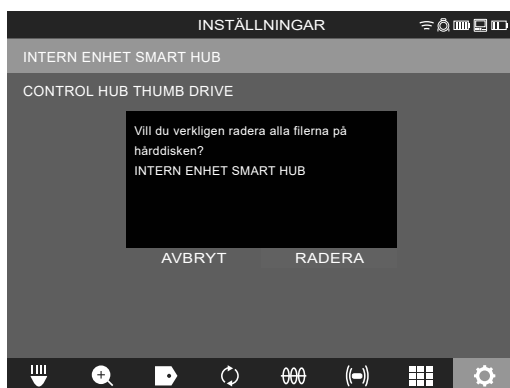 INSTÄLLNINGAR
INTERN ENHET SMART HUB
CONTROL HUB THUMB DRIVE
Vill du verkligen radera alla filerna på
hårddisken?
INTERN ENHET SMART HUB
AVBRYT RADERA